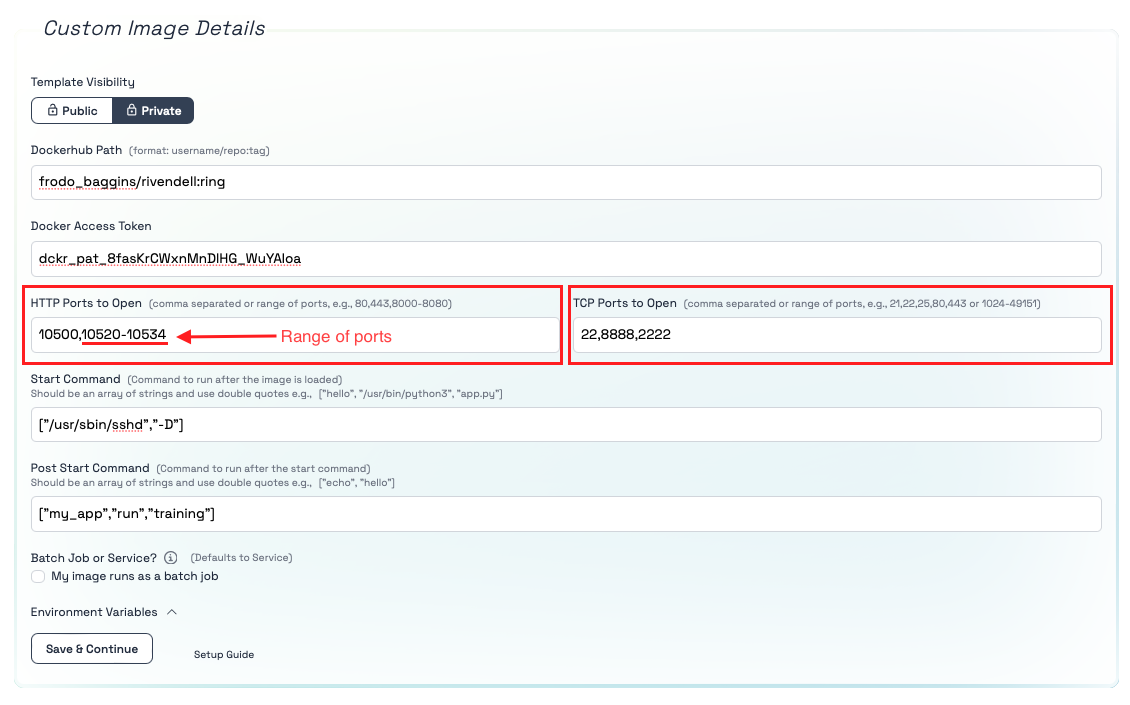 Custom Image Details
Template Visibility
Public Private
Dockerhub Path (format: username/repo:tag)
frodo_baggins/rivendell:ring
Docker Access Token
dckr_pat_8fasKrCWxnMnDlHG_WuYAloa
HTTP Ports to Open (comma separated or range of ports, e.g., 80,443,8000-8080)
10500,10520-10534
Range of ports
TCP Ports to Open (comma separated or range of ports, e.g., 21,22,25,80,443 or 1024-49151)
22,8888,2222
Start Command (Command to run after the image is loaded)
Should be an array of strings and use double quotes e.g., ["hello", "/usr/bin/python3", "app.py"]
["/usr/sbin/sshd","-D"]
Post Start Command (Command to run after the start command)
Should be an array of strings and use double quotes e.g., ["echo", "hello"]
["my_app","run","training"]
Batch Job or Service? (Defaults to Service)
My image runs as a batch job
Environment Variables
Save & Continue
Setup Guide